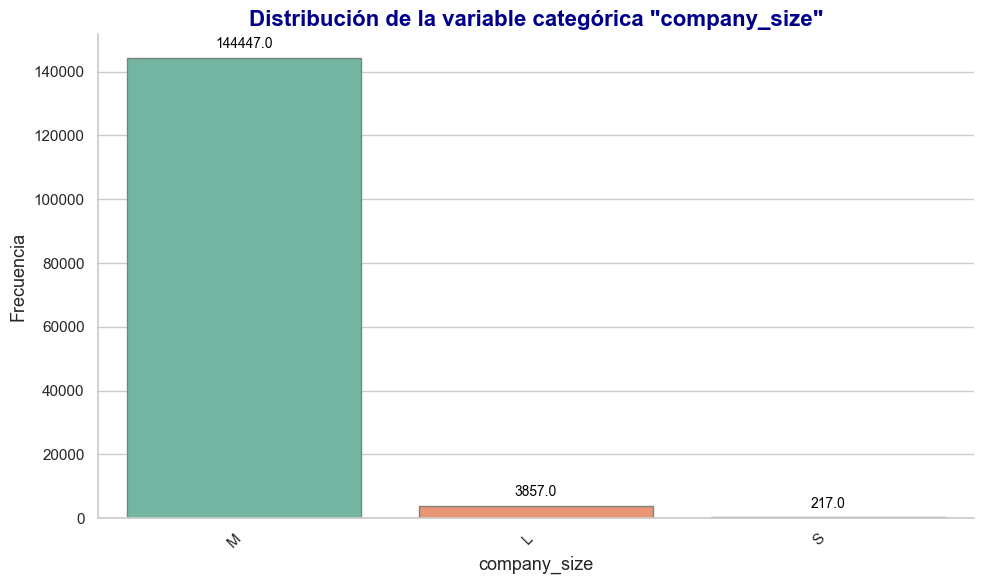 Distribución de la variable categórica "company_size"
144447.0
140000
120000
100000
80000
60000
40000
20000
0
Frecuencia
3857.0
217.0
M
L
S
company_size